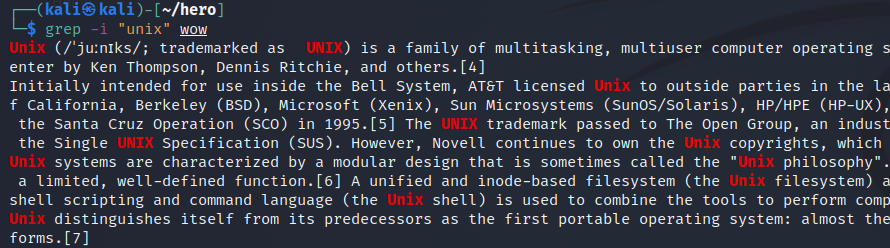 ┌──(kali㉿kali)-[~/hero]
└─$ grep -i "unix" wow
Unix (/ˈjuːnɪks/; trademarked as  UNIX) is a family of multitasking, multiuser computer operating s
enter by Ken Thompson, Dennis Ritchie, and others.[4]
Initially intended for use inside the Bell System, AT&T licensed Unix to outside parties in the la
f California, Berkeley (BSD), Microsoft (Xenix), Sun Microsystems (SunOS/Solaris), HP/HPE (HP-UX),
 the Santa Cruz Operation (SCO) in 1995.[5] The UNIX trademark passed to The Open Group, an indust
 the Single UNIX Specification (SUS). However, Novell continues to own the Unix copyrights, which
Unix systems are characterized by a modular design that is sometimes called the "Unix philosophy".
 a limited, well-defined function.[6] A unified and inode-based filesystem (the Unix filesystem) a
shell scripting and command language (the Unix shell) is used to combine the tools to perform comp
Unix distinguishes itself from its predecessors as the first portable operating system: almost the
forms.[7]